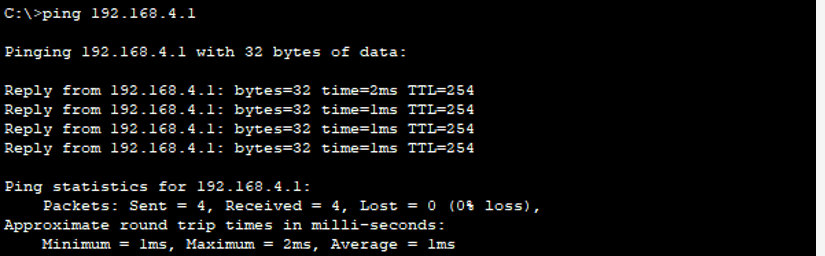 C:\>ping 192.168.4.1
Pinging 192.168.4.1 with 32 bytes of data:
Reply from 192.168.4.1: bytes=32 time=2ms TTL=254
Reply from 192.168.4.1: bytes=32 time=1ms TTL=254
Reply from 192.168.4.1: bytes=32 time=1ms TTL=254
Reply from 192.168.4.1: bytes=32 time=1ms TTL=254
Ping statistics for 192.168.4.1:
    Packets: Sent = 4, Received = 4, Lost = 0 (0% loss),
Approximate round trip times in milli-seconds:
    Minimum = 1ms, Maximum = 2ms, Average = 1ms